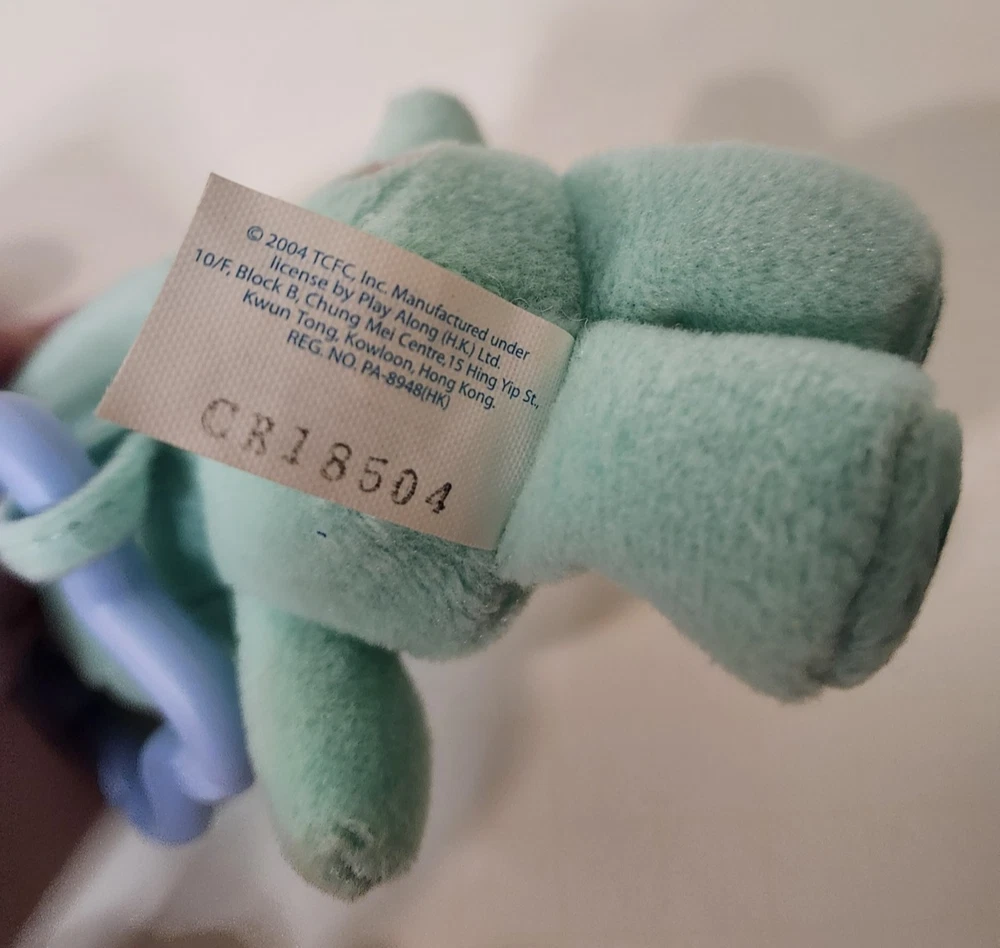 © 2004 TCFC, Inc. Manufactured under
license by Play Along (H.K.) Ltd.
10/F, Block B, Chung Mei Centre,15 Hing Yip St.,
Kwun Tong, Kowloon, Hong Kong.
REG. NO. PA-8948(HK)
CR18504